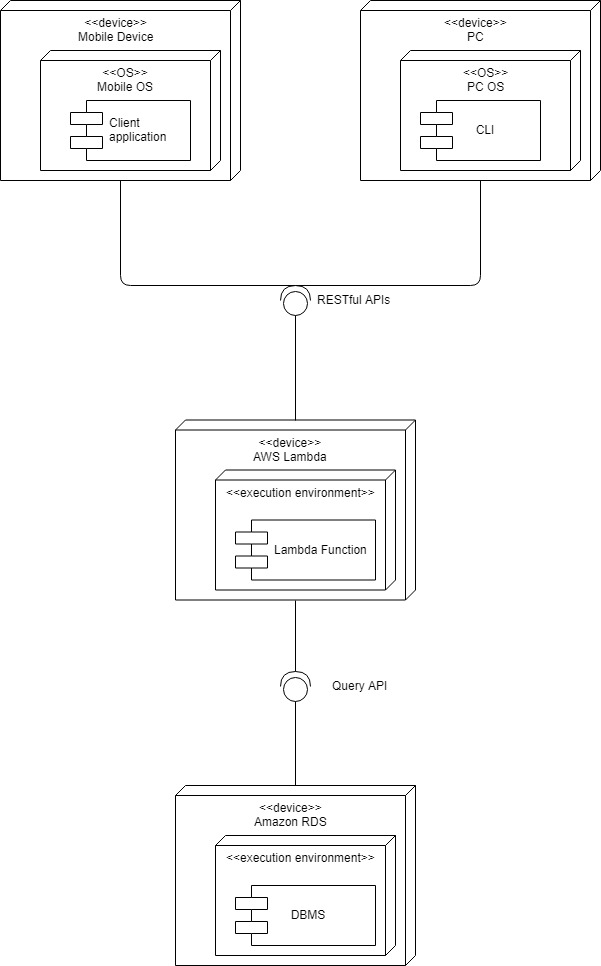 <<device>>
Mobile Device
<<OS>>
Mobile OS
Client
application
<<device>>
PC
<<OS>>
PC OS
CLI
RESTful APIs
<<device>>
AWS Lambda
<<execution environment>>
Lambda Function
Query API
<<device>>
Amazon RDS
<<execution environment>>
DBMS